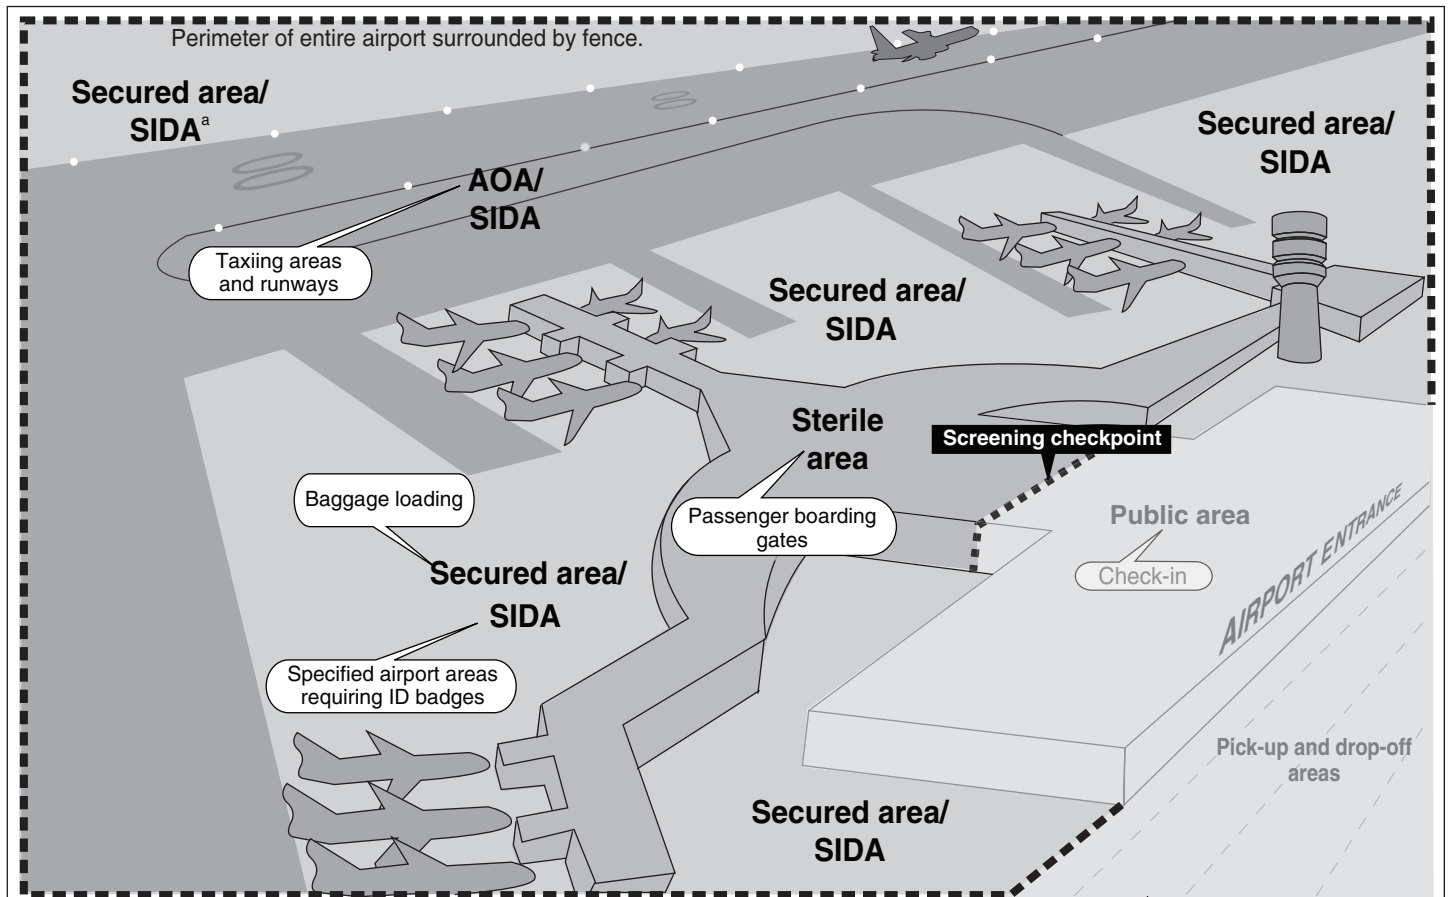 Perimeter of entire airport surrounded by fence.
Secured area/
SIDAa
Secured area/
SIDA
AOA/
SIDA
Taxiing areas
and runways
Secured area/
SIDA
Sterile
area
Screening checkpoint
Passenger boarding
gates
Public area
Check-in
AIRPORT ENTRANCE
Baggage loading
Secured area/
SIDA
Specified airport areas
requiring ID badges
Pick-up and drop-off
areas
Secured area/
SIDA